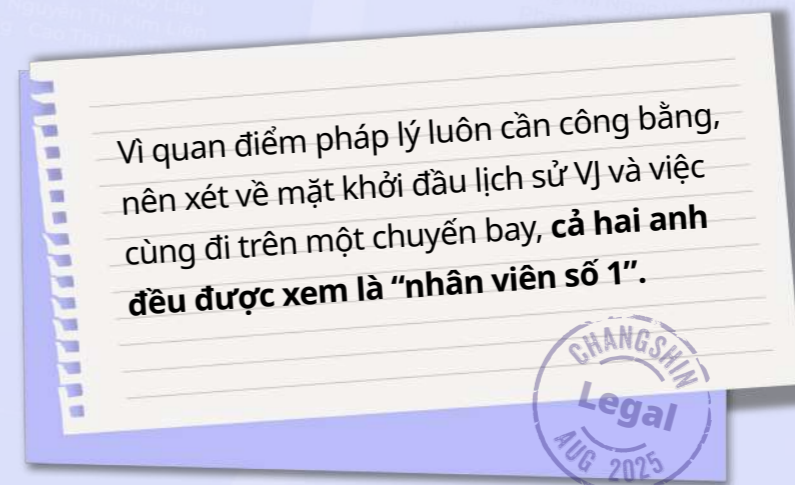 Vì quan điểm pháp lý luôn cần công bằng,
nên xét về mặt khởi đầu lịch sử VJ và việc
cùng đi trên một chuyến bay, cả hai anh
đều được xem là “nhân viên số 1”.
CHANGSHIN
Legal
AUG 2025